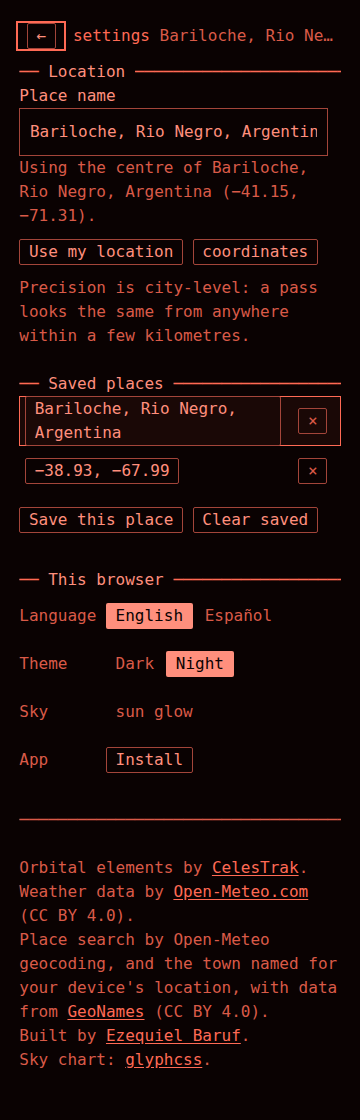 ← settings Bariloche, Rio Ne…
Location
Place name
Bariloche, Rio Negro, Argentin
Using the centre of Bariloche,
Rio Negro, Argentina (−41.15,
−71.31).
Use my location coordinates
Precision is city-level: a pass
looks the same from anywhere
within a few kilometres.
Saved places
Bariloche, Rio Negro,
Argentina ×
−38.93, −67.99 ×
Save this place Clear saved
This browser
Language English Español
Theme Dark Night
Sky sun glow
App Install
Orbital elements by CelesTrak.
Weather data by Open-Meteo.com
(CC BY 4.0).
Place search by Open-Meteo
geocoding, and the town named for
your device's location, with data
from GeoNames (CC BY 4.0).
Built by Ezequiel Baruf.
Sky chart: glyphcss.